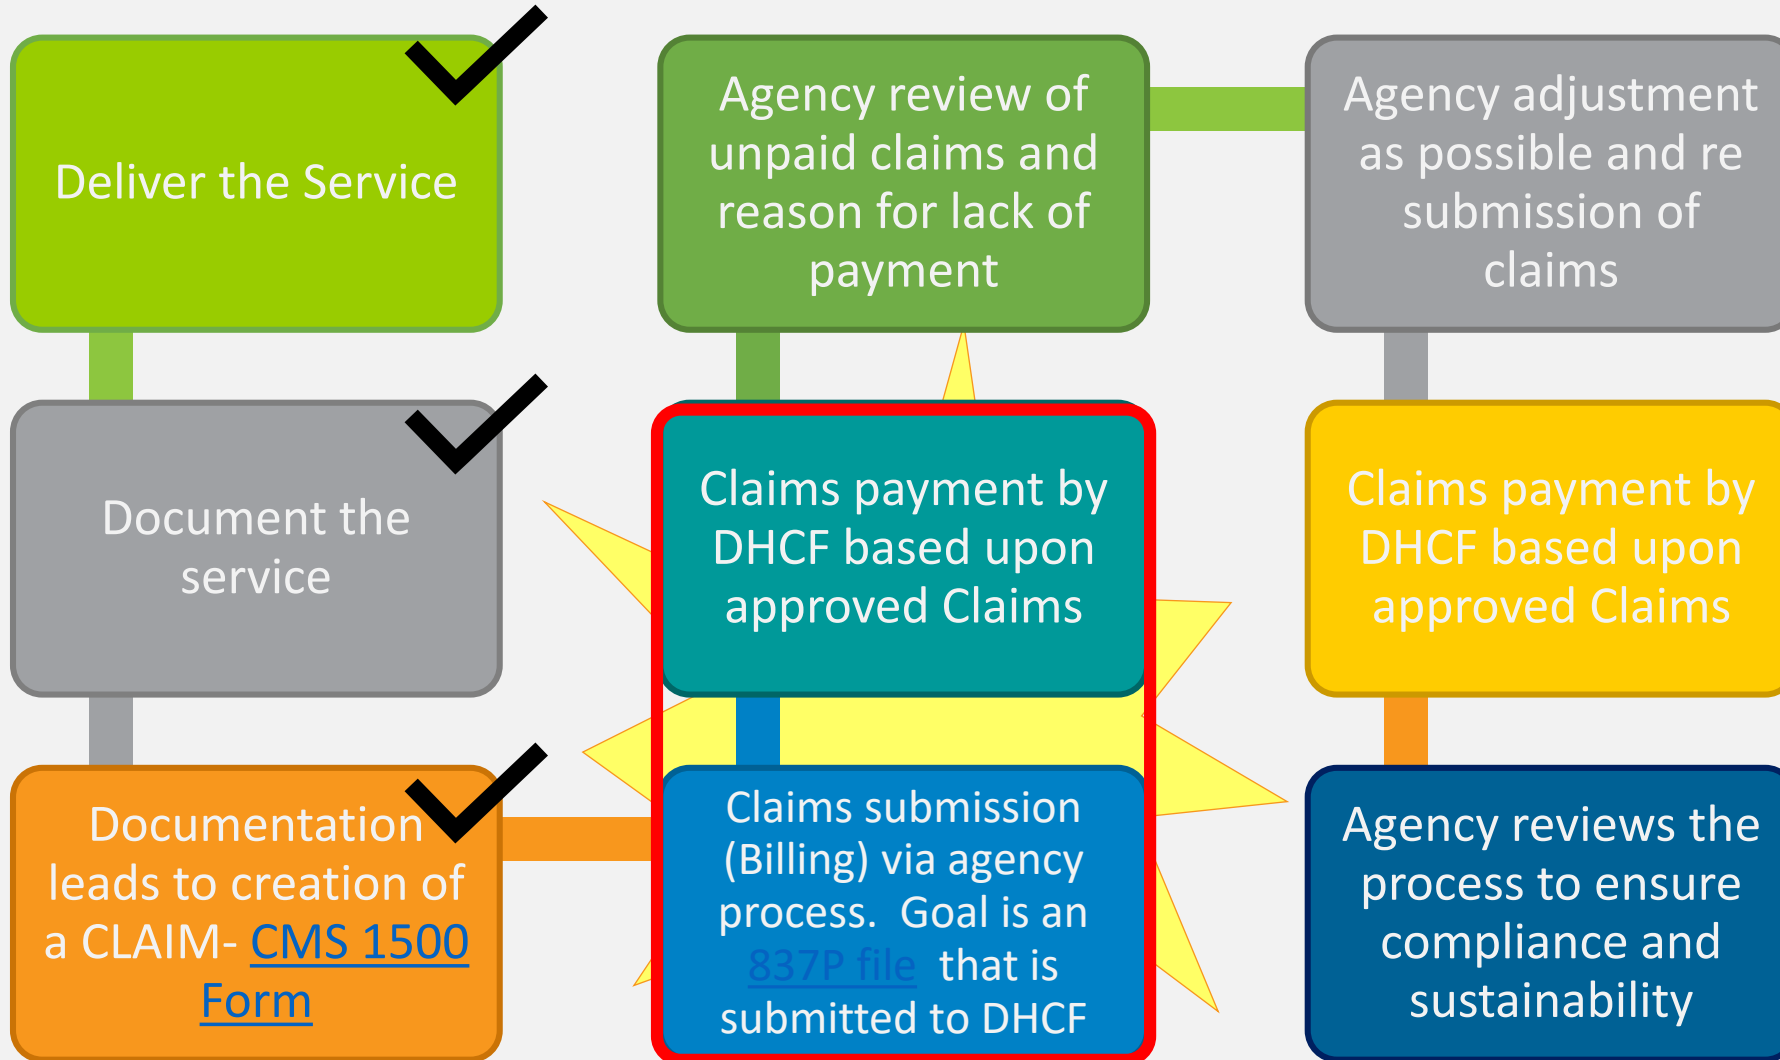 Deliver the Service
Document the
service
Documentation
leads to creation of
a CLAIM- CMS 1500
Form
Claims submission
(Billing) via agency
process.  Goal is an
837P file  that is
submitted to DHCF
Claims payment by
DHCF based upon
approved Claims
Agency review of
unpaid claims and
reason for lack of
payment
Agency adjustment
as possible and re
submission of
claims
Claims payment by
DHCF based upon
approved Claims
Agency reviews the
process to ensure
compliance and
sustainability